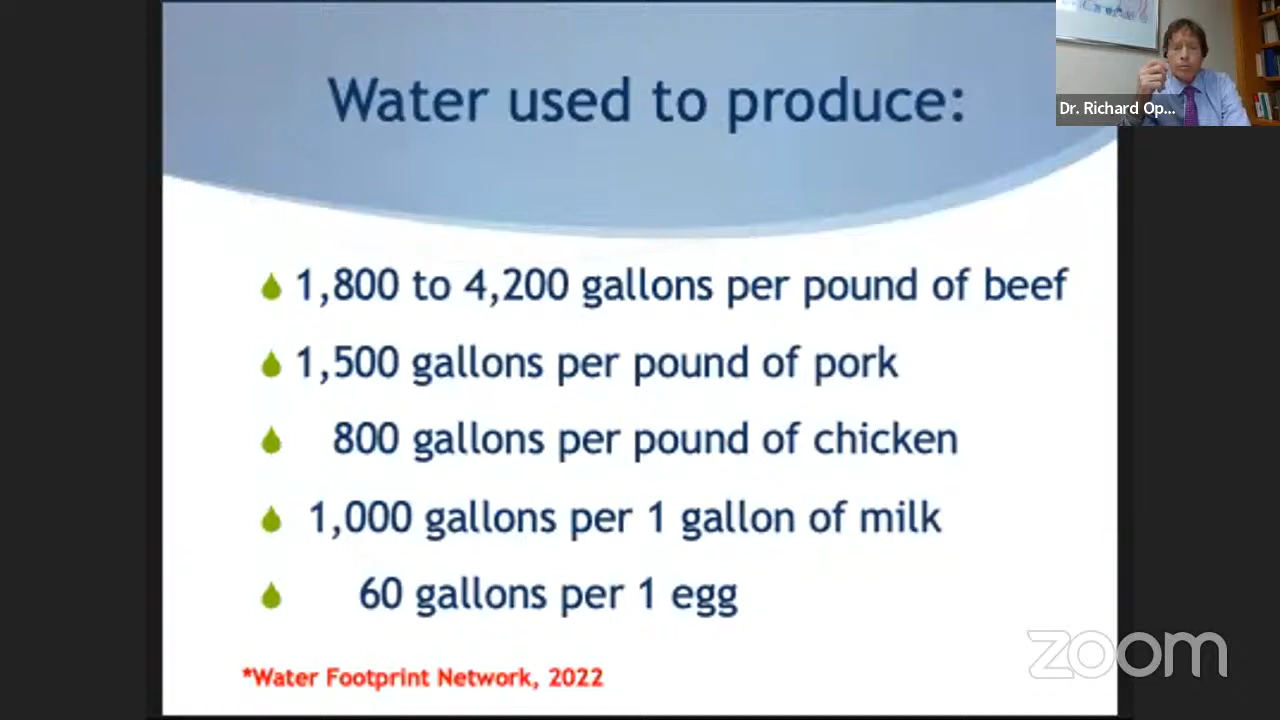 Water used to produce:
Dr. Richard Op...
1,800 to 4,200 gallons per pound of beef
1,500 gallons per pound of pork
800 gallons per pound of chicken
1,000 gallons per 1 gallon of milk
60 gallons per 1 egg
*Water Footprint Network, 2022
zoom